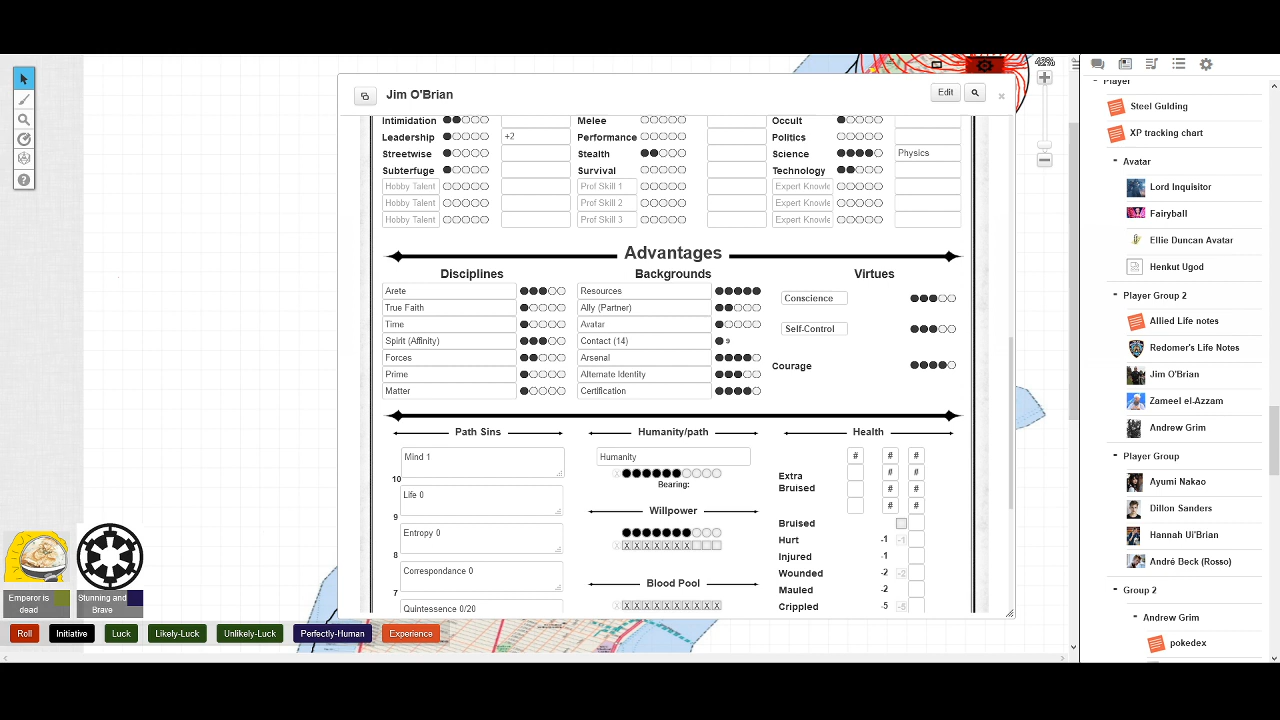 Jim O'Brian
Edit
Intimidation Melee Occult
Leadership +2 Performance Politics
Streetwise Stealth Science Physics
Subterfuge Survival Technology
Hobby Talent Prof Skill 1 Expert Knowle
Hobby Talent Prof Skill 2 Expert Knowle
Hobby Talent Prof Skill 3 Expert Knowle
Advantages
Disciplines Backgrounds Virtues
Arete Resources
Conscience
True Faith Ally (Partner)
Time Avatar
Self-Control
Spirit (Affinity) Contact (14) 9
Forces Arsenal
Courage
Prime Alternate Identity
Matter Certification
Path Sins Humanity/path Health
Mind 1 Humanity # # #
10 Extra #
Bearing:
Life 0 Bruised #
#
9 Willpower
Bruised
Entropy 0
Hurt -1 -1
8 X X X X X X X
Injured -1
Correspondance 0 Wounded -2 -2
7 Blood Pool Mauled -2
Quintessence 0/20 X X X X X X X X X X Crippled -5 -5
Emperor is
dead
Stunning and
Brave
Roll Initiative Luck Likely-Luck Unlikely-Luck Perfectly-Human Experience
Player
Steel Gulding
XP tracking chart
Avatar
Lord Inquisitor
Fairyball
Ellie Duncan Avatar
Henkut Ugod
Player Group 2
Allied Life notes
Redomer's Life Notes
Jim O'Brian
Zameel el-Azzam
Andrew Grim
Player Group
Ayumi Nakao
Dillon Sanders
Hannah Ui'Brian
André Beck (Rosso)
Group 2
Andrew Grim
pokedex